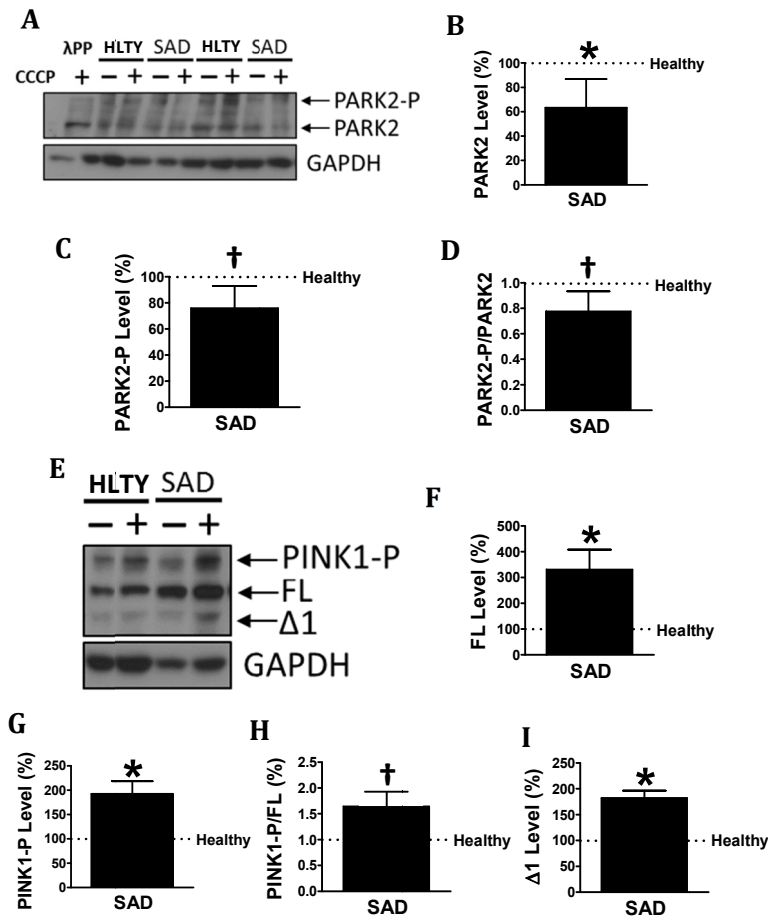 A
λPP HLTY SAD HLTY SAD
CCCP + − + − + − + − +
PARK2-P
PARK2
GAPDH
B
PARK2 Level (%)
100
80
60
40
20
0
*
Healthy
SAD
C
PARK2-P Level (%)
100
80
60
40
20
0
†
Healthy
SAD
D
PARK2-P/PARK2
1.0
0.8
0.6
0.4
0.2
0.0
†
Healthy
SAD
E
HLTY SAD
− + − +
PINK1-P
FL
Δ1
GAPDH
F
FL Level (%)
500
400
300
200
100
0
*
Healthy
SAD
G
PINK1-P Level (%)
250
200
150
100
50
0
*
Healthy
SAD
H
PINK1-P/FL (%)
2.5
2.0
1.5
1.0
0.5
0.0
†
Healthy
SAD
I
Δ1 Level (%)
250
200
150
100
50
0
*
Healthy
SAD